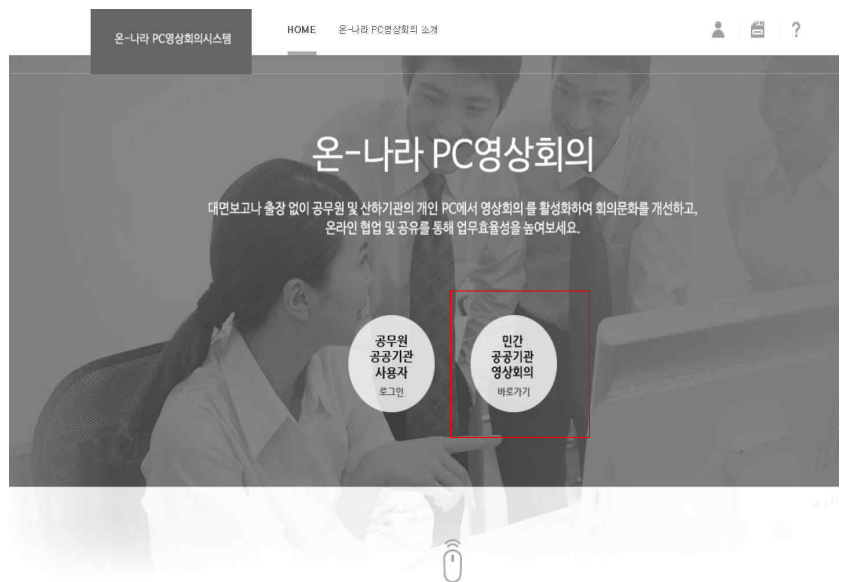 온-나라 PC영상회의시스템
HOME
온-나라 PC영상회의 소개
?
온-나라 PC영상회의
대면보고나 출장 없이 공무원 및 산하기관의 개인 PC에서 영상회의 를 활성화하여 회의문화를 개선하고,
온라인 협업 및 공유를 통해 업무효율성을 높여보세요.
공무원
공공기관
사용자
로그인
민간
공공기관
영상회의
바로가기